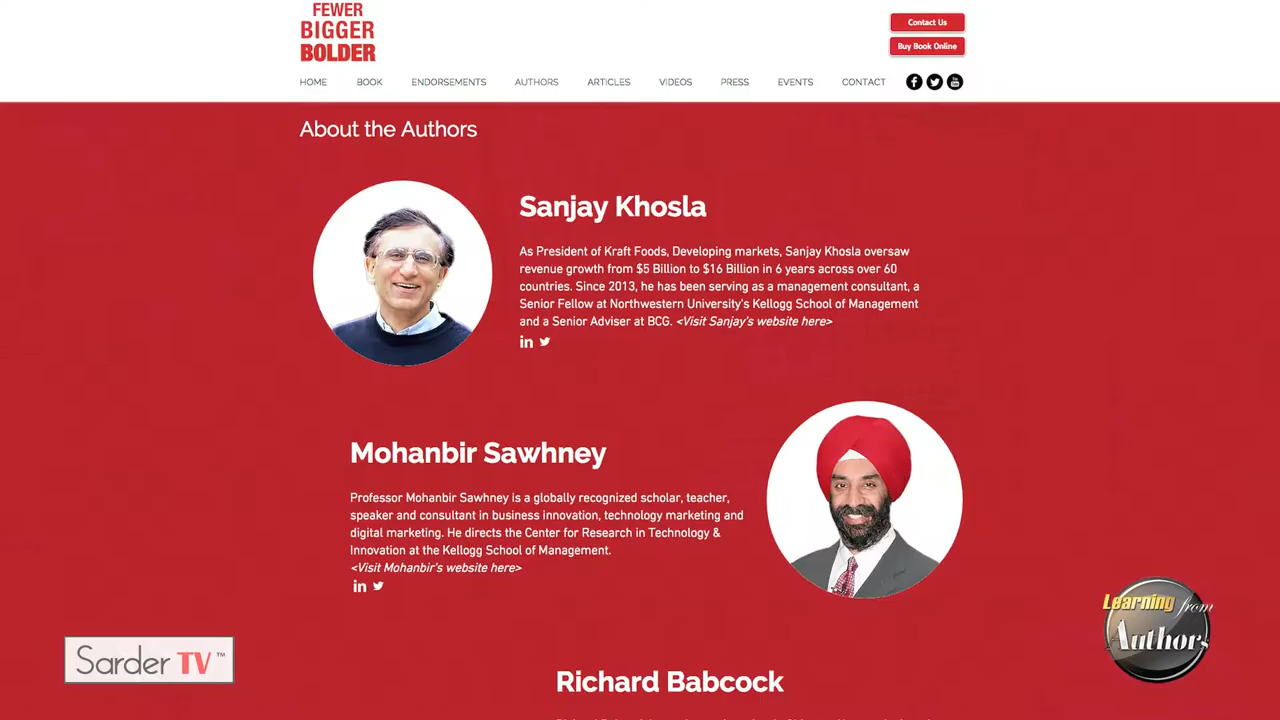 FEWER
BIGGER
BOLDER
Contact Us
Buy Book Online
HOME BOOK ENDORSEMENTS AUTHORS ARTICLES VIDEOS PRESS EVENTS CONTACT
About the Authors
Sanjay Khosla
As President of Kraft Foods, Developing markets, Sanjay Khosla oversaw
revenue growth from $5 Billion to $16 Billion in 6 years across over 60
countries. Since 2013, he has been serving as a management consultant, a
Senior Fellow at Northwestern University's Kellogg School of Management
and a Senior Adviser at BCG. <Visit Sanjay's website here>
in
Mohanbir Sawhney
Professor Mohanbir Sawhney is a globally recognized scholar, teacher,
speaker and consultant in business innovation, technology marketing and
digital marketing. He directs the Center for Research in Technology &
Innovation at the Kellogg School of Management.
<Visit Mohanbir's website here>
in
Learning from
Authors
Sarder TV™
Richard Babcock